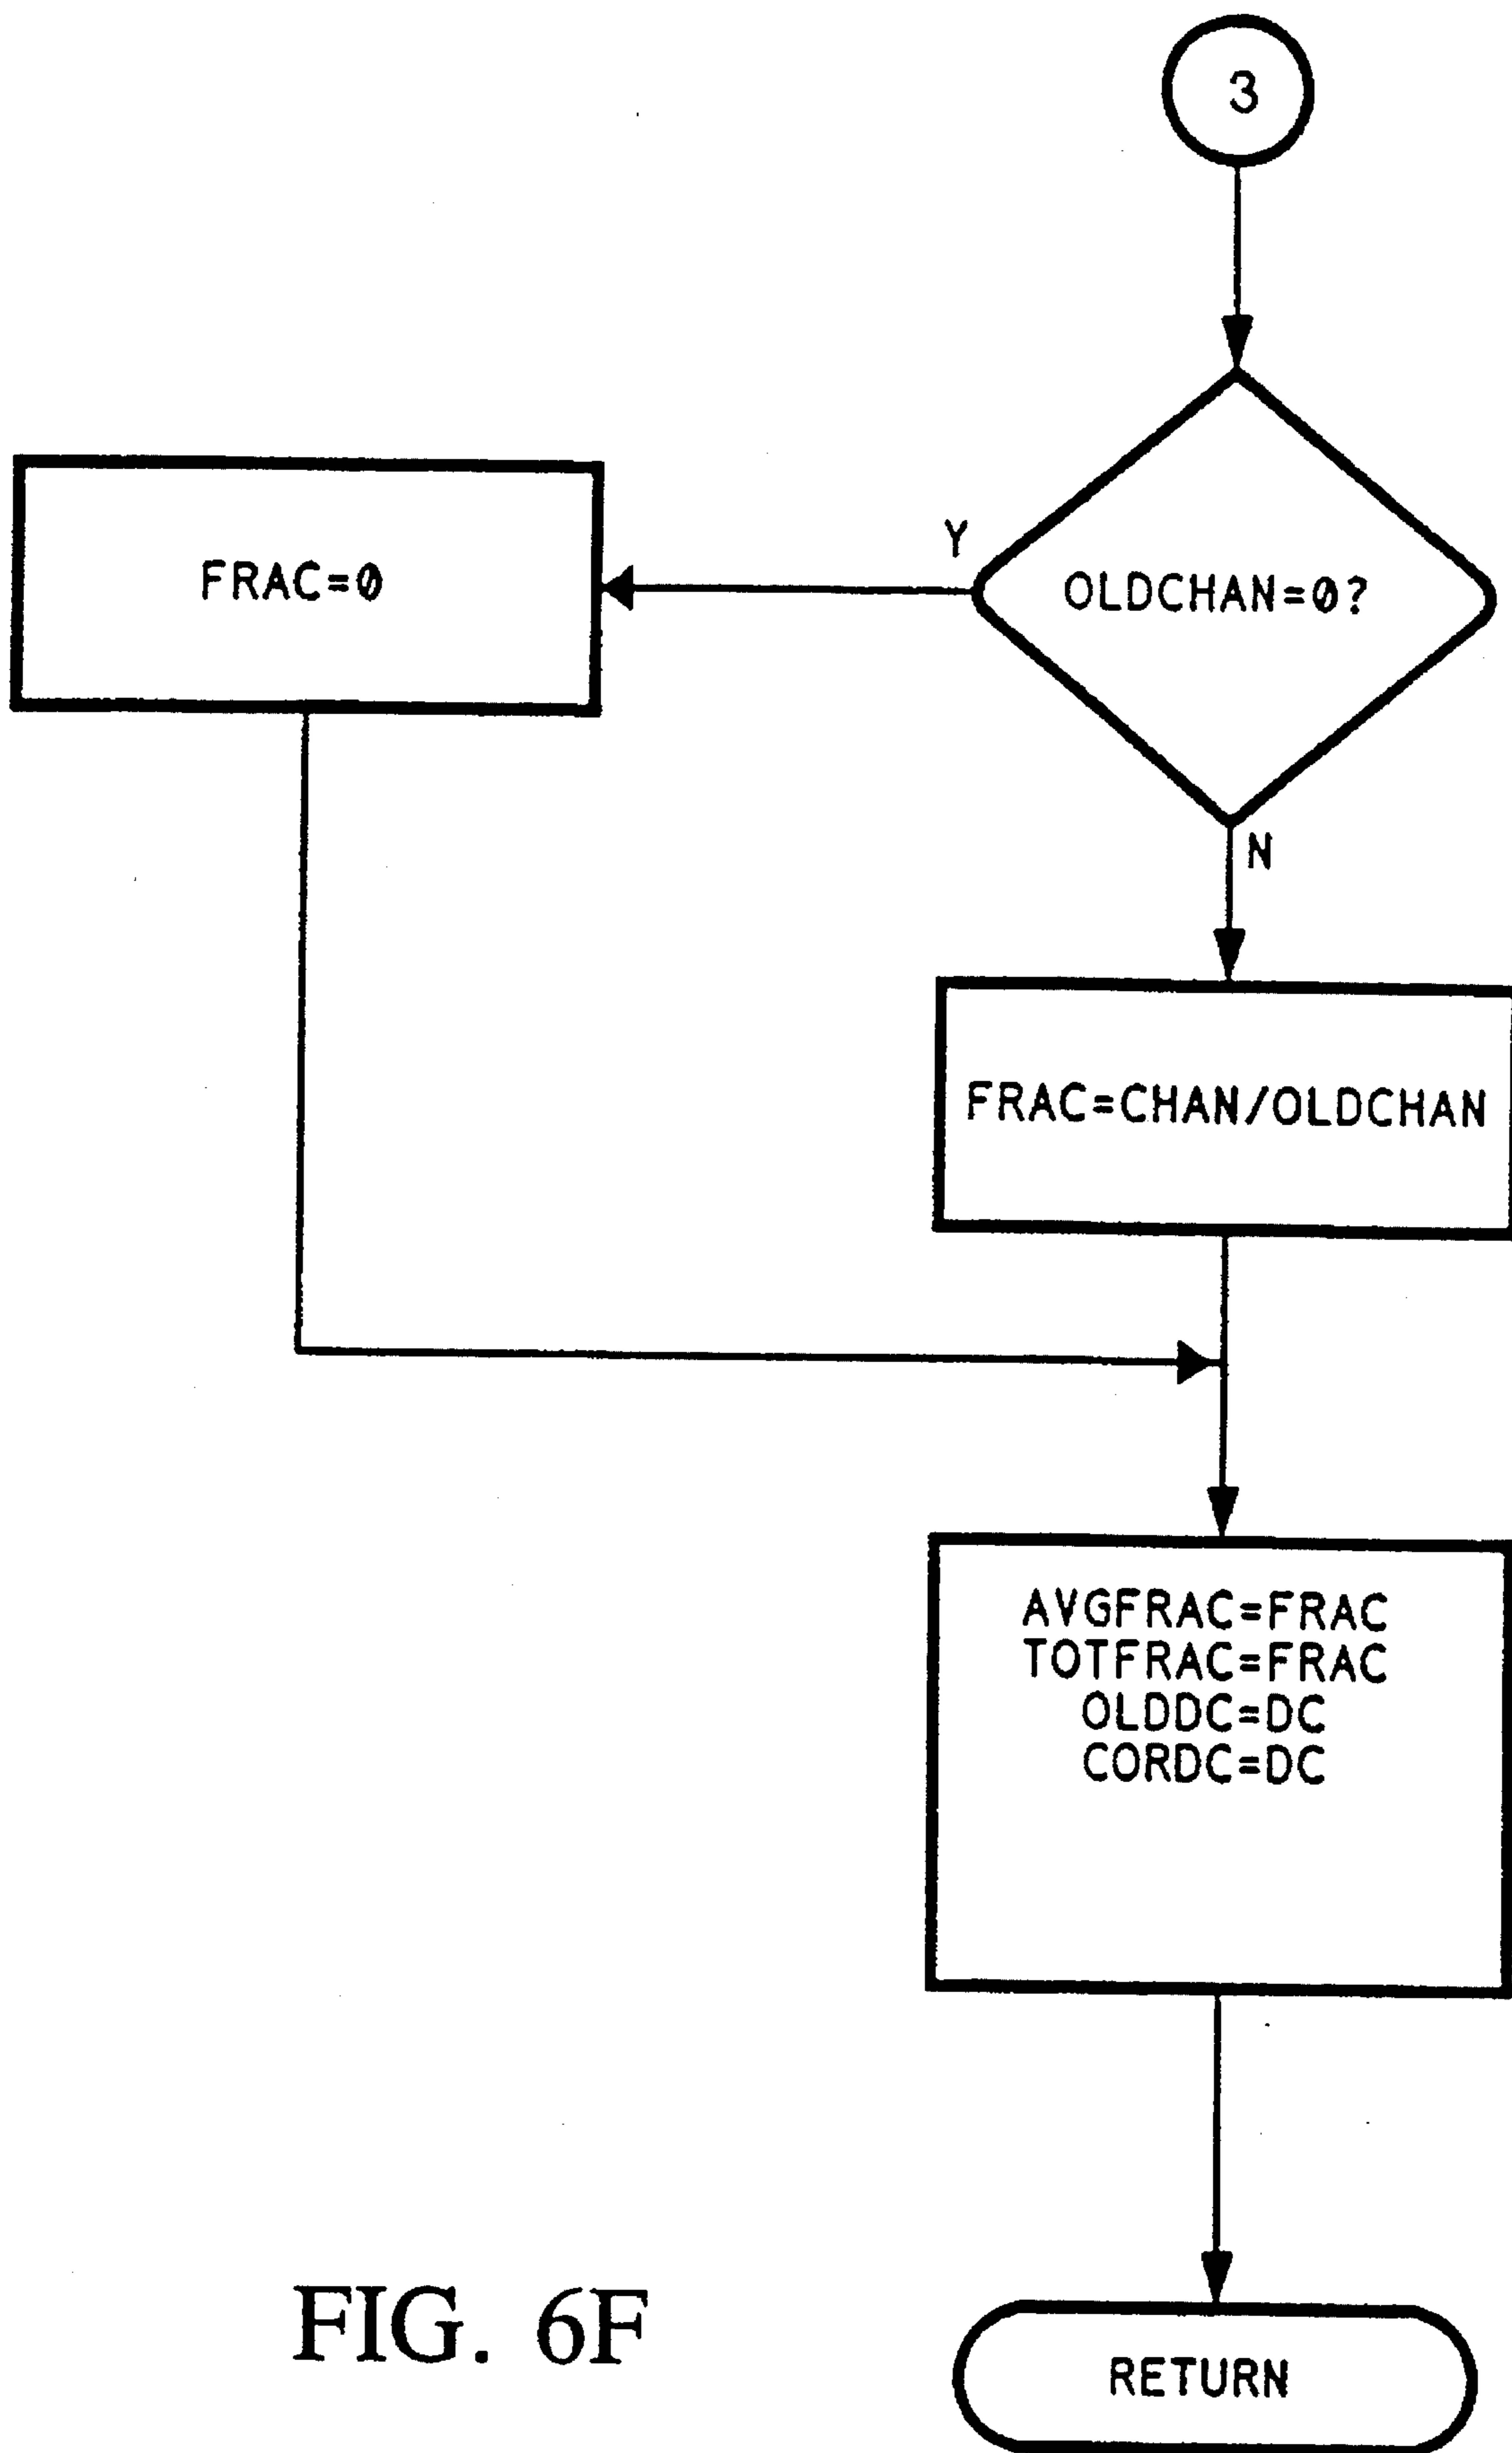 3
OLDCHAN=0?
Y
FRAC=0
N
FRAC=CHAN/OLDCHAN
AVGFRAC=FRAC
TOTFRAC=FRAC
OLDDC=DC
CORDC=DC
RETURN
FIG. 6F